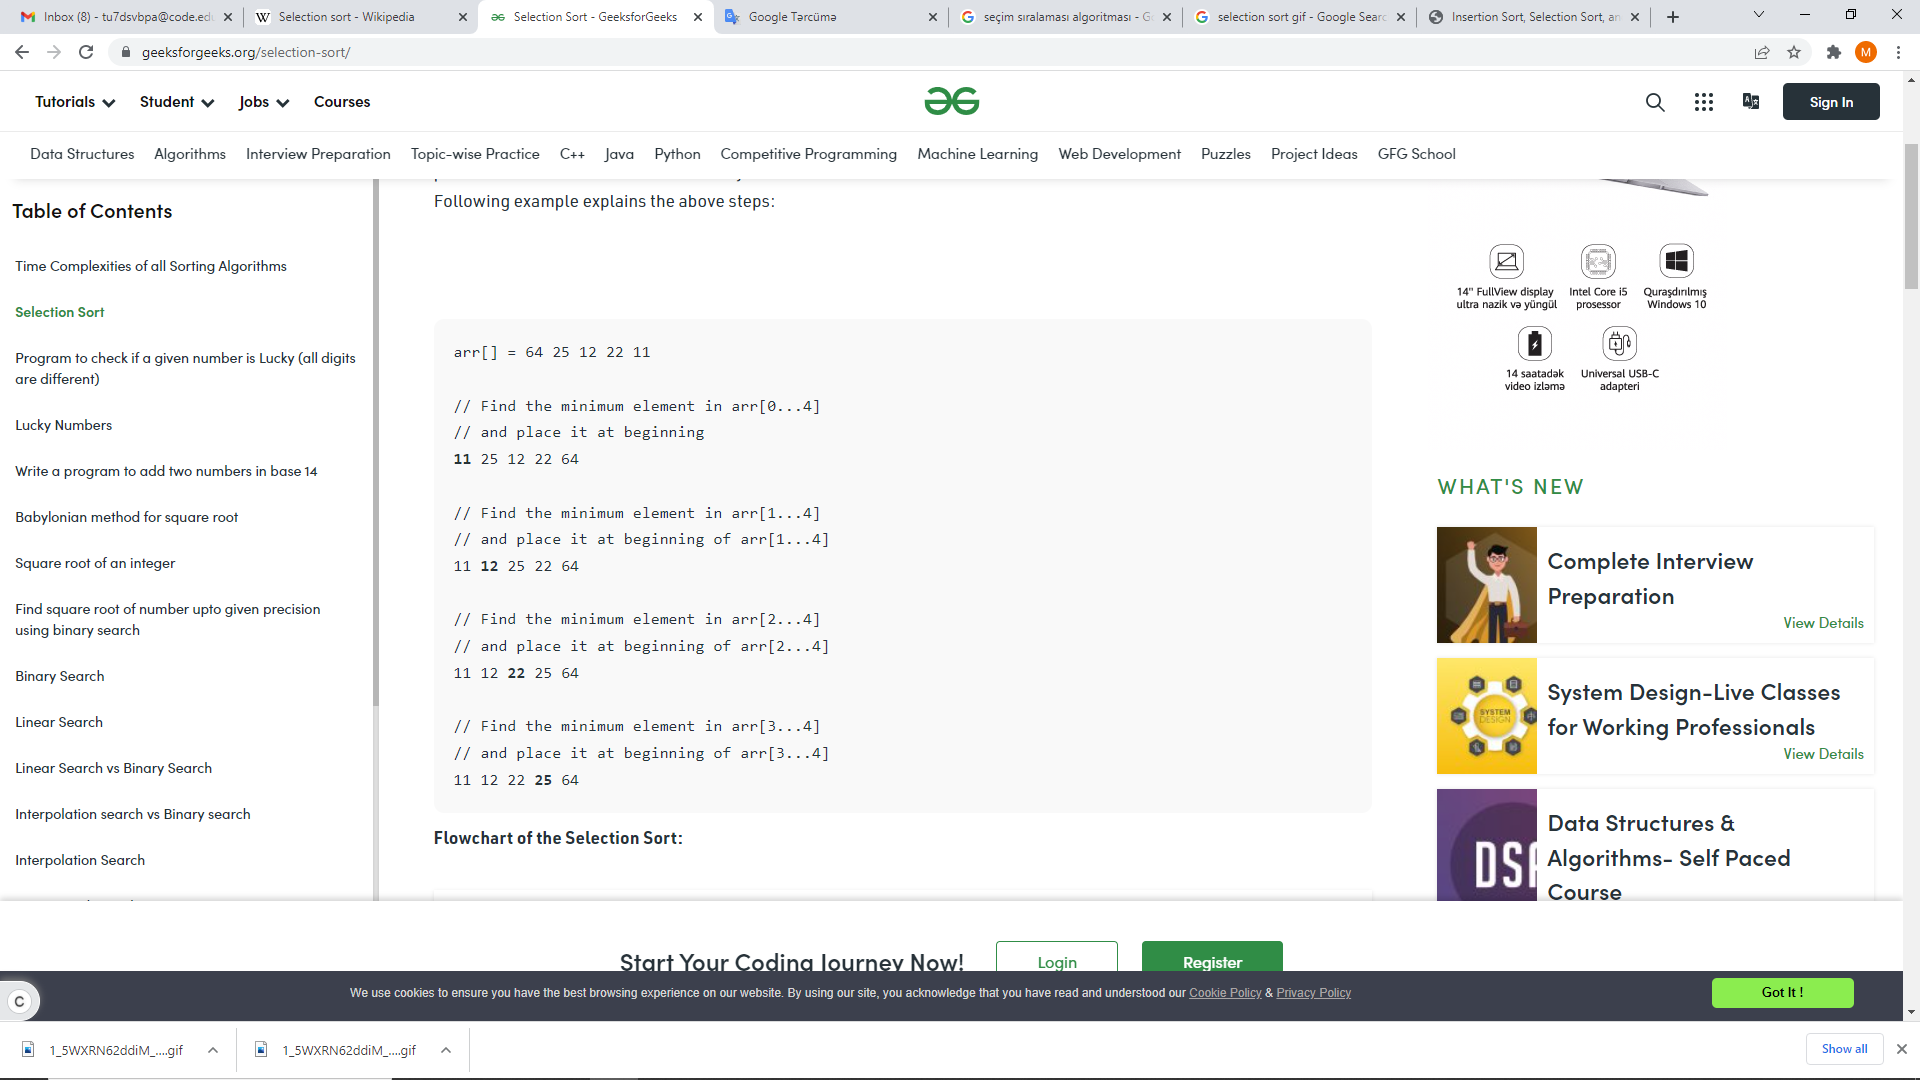 Inbox (8) - tu7dsvbpa@code.ed
Selection sort - Wikipedia
Selection Sort - GeeksforGeeks
Google Tərcümə
seçim sıralaması alqoritması - G
selection sort gif - Google Searc
Insertion Sort, Selection Sort, an
geeksforgeeks.org/selection-sort/
M
Tutorials
Student
Jobs
Courses
Sign In
Data Structures
Algorithms
Interview Preparation
Topic-wise Practice
C++
Java
Python
Competitive Programming
Machine Learning
Web Development
Puzzles
Project Ideas
GFG School
Table of Contents
Time Complexities of all Sorting Algorithms
Selection Sort
Program to check if a given number is Lucky (all digits
are different)
Lucky Numbers
Write a program to add two numbers in base 14
Babylonian method for square root
Square root of an integer
Find square root of number upto given precision
using binary search
Binary Search
Linear Search
Linear Search vs Binary Search
Interpolation search vs Binary search
Interpolation Search
Following example explains the above steps:
arr[] = 64 25 12 22 11
// Find the minimum element in arr[0...4]
// and place it at beginning
11 25 12 22 64
// Find the minimum element in arr[1...4]
// and place it at beginning of arr[1...4]
11 12 25 22 64
// Find the minimum element in arr[2...4]
// and place it at beginning of arr[2...4]
11 12 22 25 64
// Find the minimum element in arr[3...4]
// and place it at beginning of arr[3...4]
11 12 22 25 64
Flowchart of the Selection Sort:
14" FullView display
ultra nazik və yüngül
Intel Core i5
prosessor
Quraşdırılmış
Windows 10
14 saatadək
video izləmə
Universal USB-C
adapteri
WHAT'S NEW
Complete Interview
Preparation
View Details
SYSTEM
DESIGN
System Design-Live Classes
for Working Professionals
View Details
DSA
Data Structures &
Algorithms- Self Paced
Course
Start Your Coding Journey Now!
Login
Register
C
We use cookies to ensure you have the best browsing experience on our website. By using our site, you acknowledge that you have read and understood our Cookie Policy & Privacy Policy
Got It !
1_5WXRN62ddiM_....gif
1_5WXRN62ddiM_....gif
Show all